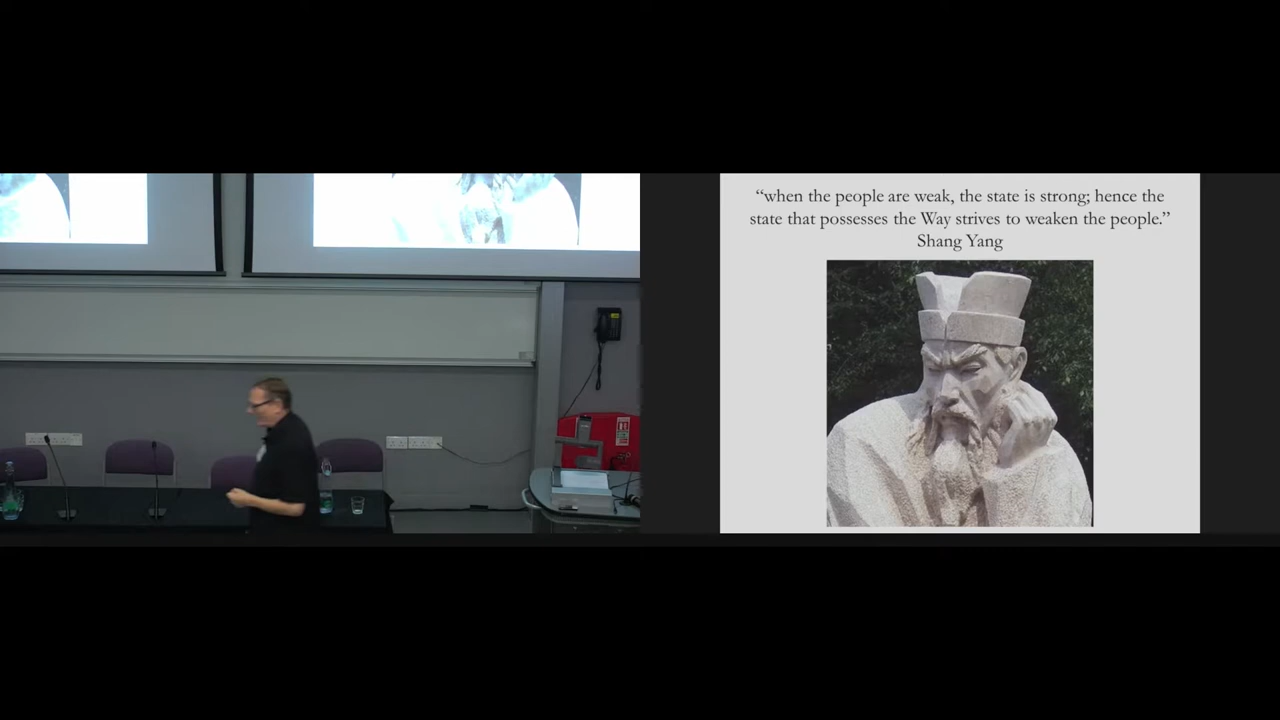 “when the people are weak, the state is strong; hence the
state that possesses the Way strives to weaken the people.”
Shang Yang